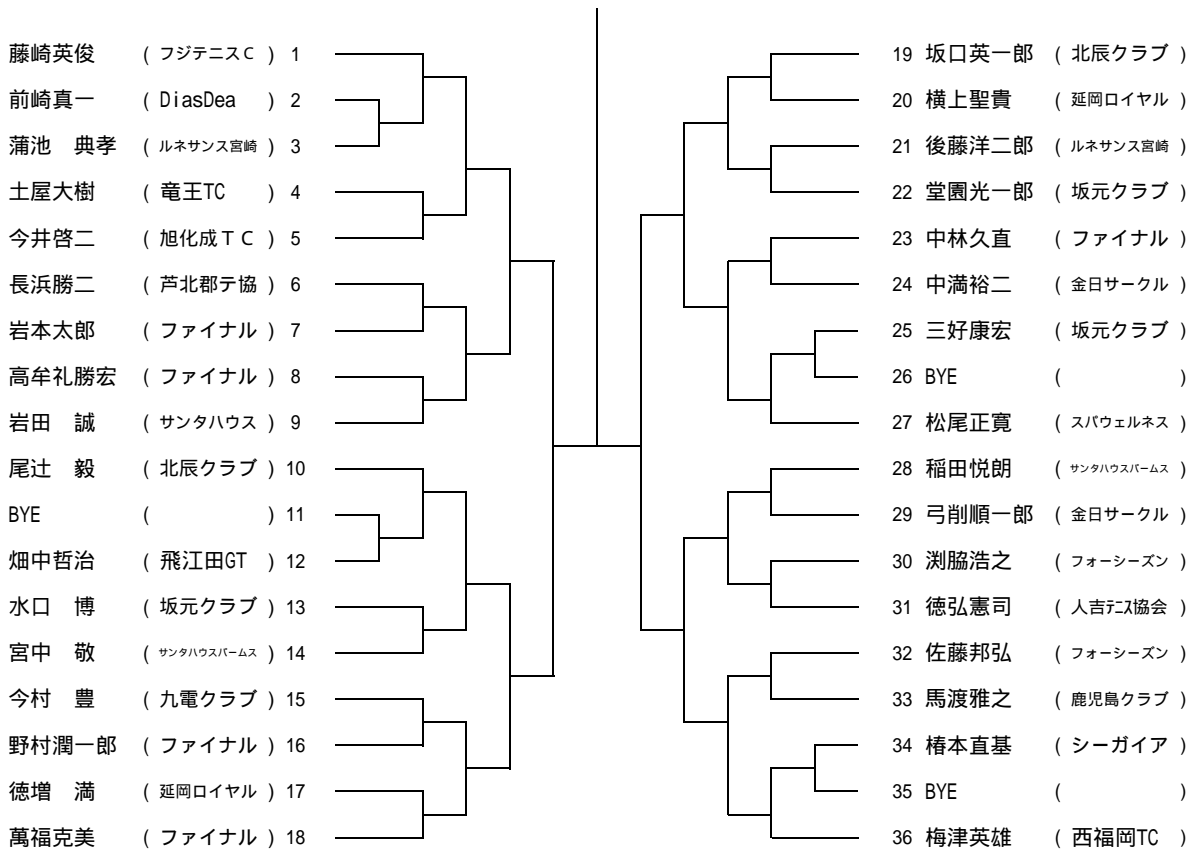 藤崎英俊 ( フジテニスC ) 1
前崎真一 ( DiasDea ) 2
蒲池　典孝 ( ルネサンス宮崎 ) 3
土屋大樹 ( 竜王TC ) 4
今井啓二 ( 旭化成ＴＣ ) 5
長浜勝二 ( 芦北郡テ協 ) 6
岩本太郎 ( ファイナル ) 7
高牟礼勝宏 ( ファイナル ) 8
岩田　誠 ( サンタハウス ) 9
尾辻　毅 ( 北辰クラブ ) 10
BYE ( ) 11
畑中哲治 ( 飛江田GT ) 12
水口　博 ( 坂元クラブ ) 13
宮中　敬 ( サンタハウスパームス ) 14
今村　豊 ( 九電クラブ ) 15
野村潤一郎 ( ファイナル ) 16
徳増　満 ( 延岡ロイヤル ) 17
萬福克美 ( ファイナル ) 18
19 坂口英一郎 ( 北辰クラブ )
20 横上聖貴 ( 延岡ロイヤル )
21 後藤洋二郎 ( ルネサンス宮崎 )
22 堂園光一郎 ( 坂元クラブ )
23 中林久直 ( ファイナル )
24 中満裕二 ( 金日サークル )
25 三好康宏 ( 坂元クラブ )
26 BYE ( )
27 松尾正寛 ( スパウェルネス )
28 稲田悦朗 ( サンタハウスパームス )
29 弓削順一郎 ( 金日サークル )
30 渕脇浩之 ( フォーシーズン )
31 徳弘憲司 ( 人吉ﾃﾆｽ協会 )
32 佐藤邦弘 ( フォーシーズン )
33 馬渡雅之 ( 鹿児島クラブ )
34 椿本直基 ( シーガイア )
35 BYE ( )
36 梅津英雄 ( 西福岡TC )